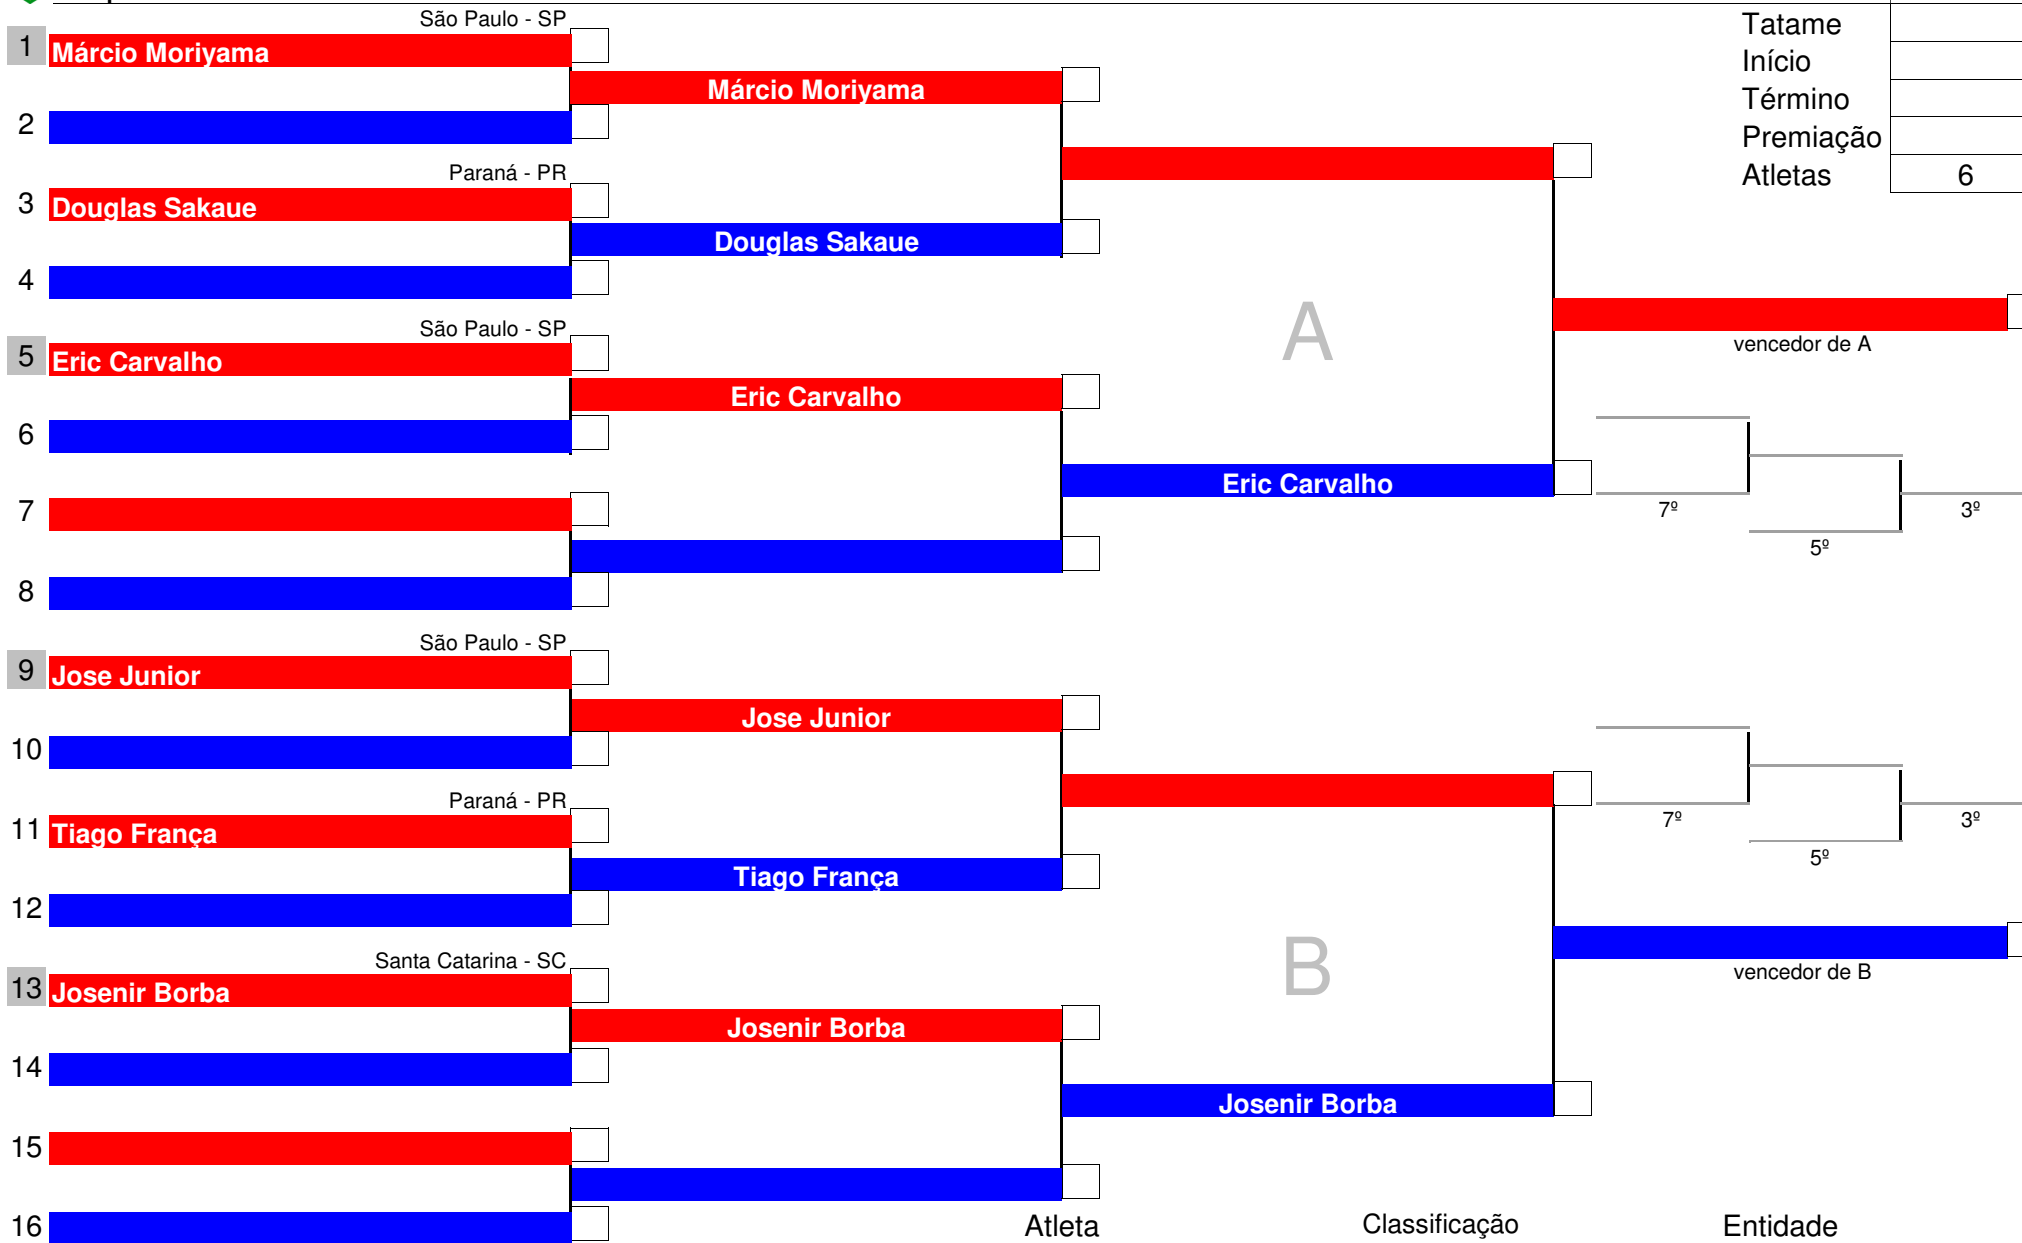 São Paulo - SP
Tatame
1 Márcio Moriyama
Início
Márcio Moriyama
Término
2
Premiação
Paraná - PR
Atletas 6
3 Douglas Sakaue
Douglas Sakaue
4
A
São Paulo - SP
vencedor de A
5 Eric Carvalho
Eric Carvalho
6
Eric Carvalho
7
7º 3º
5º
8
São Paulo - SP
9 Jose Junior
Jose Junior
10
Paraná - PR
11 Tiago França
7º 3º
5º
Tiago França
12
Santa Catarina - SC
B
vencedor de B
13 Josenir Borba
Josenir Borba
14
Josenir Borba
15
16
Atleta Classificação Entidade